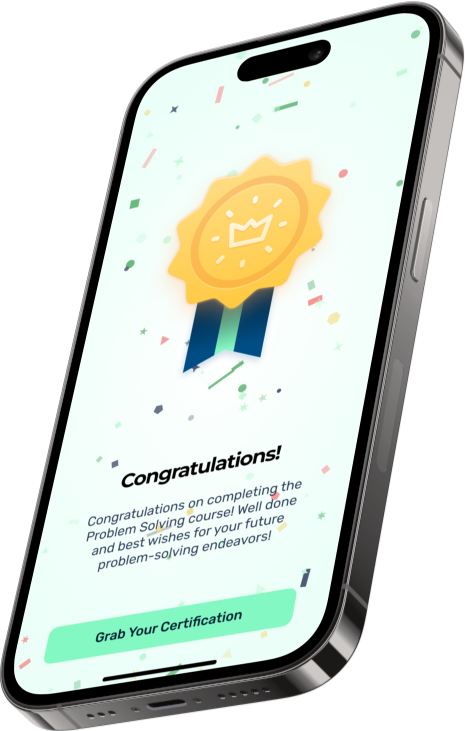 Congratulations!
Congratulations on completing the
Problem Solving course! Well done
and best wishes for your future
problem-solving endeavors!
Grab Your Certification